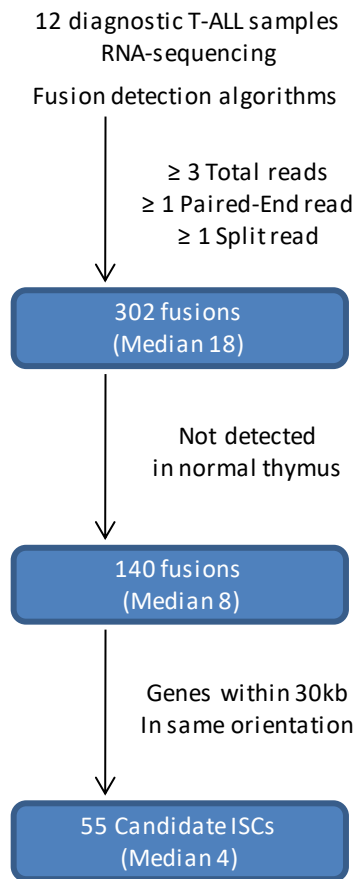 12 diagnostic T-ALL samples
RNA-sequencing
Fusion detection algorithms
≥ 3 Total reads
≥ 1 Paired-End read
≥ 1 Split read
302 fusions
(Median 18)
Not detected
in normal thymus
140 fusions
(Median 8)
Genes within 30kb
In same orientation
55 Candidate ISCs
(Median 4)